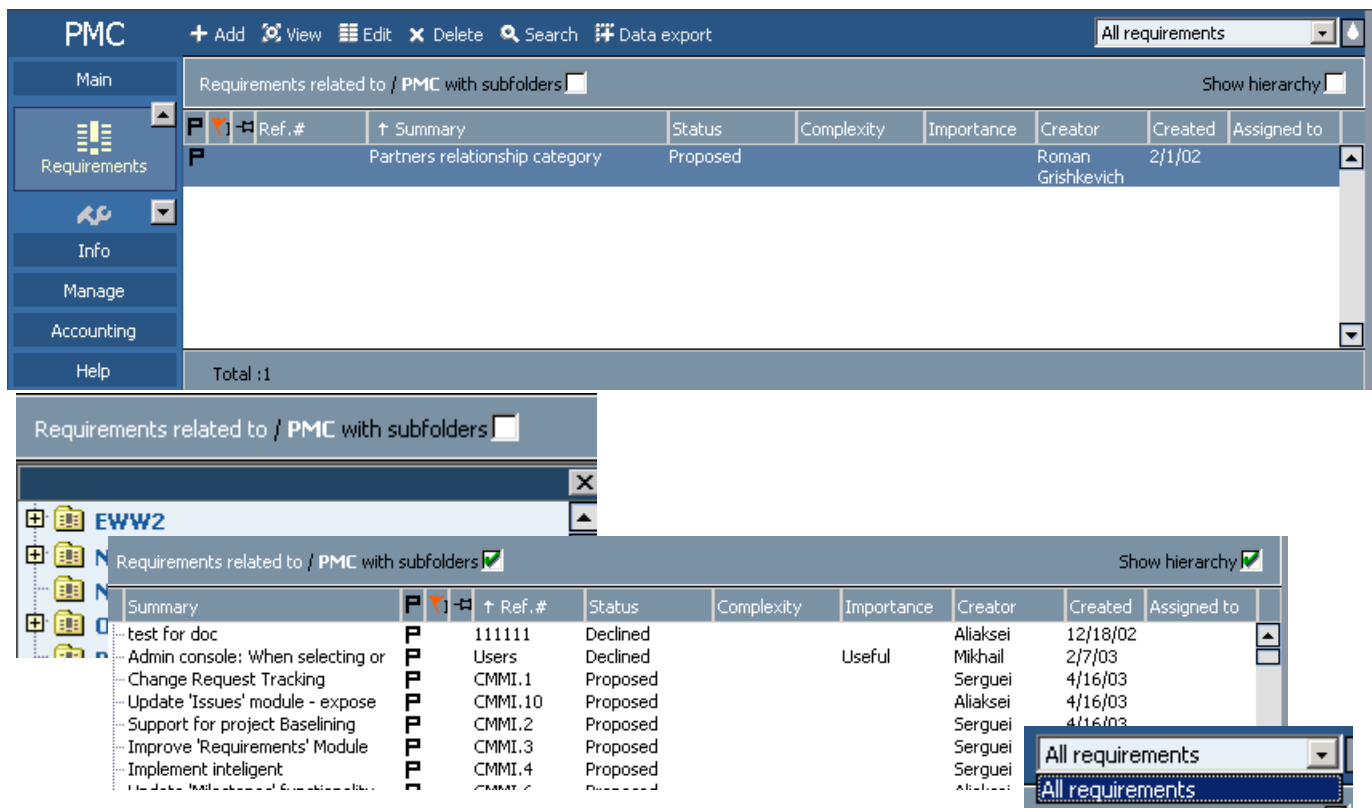 PMC
Add View Edit Delete Search Data export All requirements
Main
Requirements related to / PMC with subfolders Show hierarchy
Ref.# ↑ Summary Status Complexity Importance Creator Created Assigned to
Partners relationship category Proposed Roman Grishkevich 2/1/02
Requirements
Info
Manage
Accounting
Help
Total :1
Requirements related to / PMC with subfolders
EWW2
N
N
Requirements related to / PMC with subfolders Show hierarchy
Summary ↑ Ref.# Status Complexity Importance Creator Created Assigned to
test for doc 111111 Declined Aliaksei 12/18/02
Admin console: When selecting or Users Declined Useful Mikhail 2/7/03
Change Request Tracking CMMI.1 Proposed Serguei 4/16/03
Update 'Issues' module - expose CMMI.10 Proposed Aliaksei 4/16/03
Support for project Baselining CMMI.2 Proposed Serguei 4/16/03
Improve 'Requirements' Module CMMI.3 Proposed Serguei
Implement inteligent CMMI.4 Proposed Serguei
All requirements
All requirements